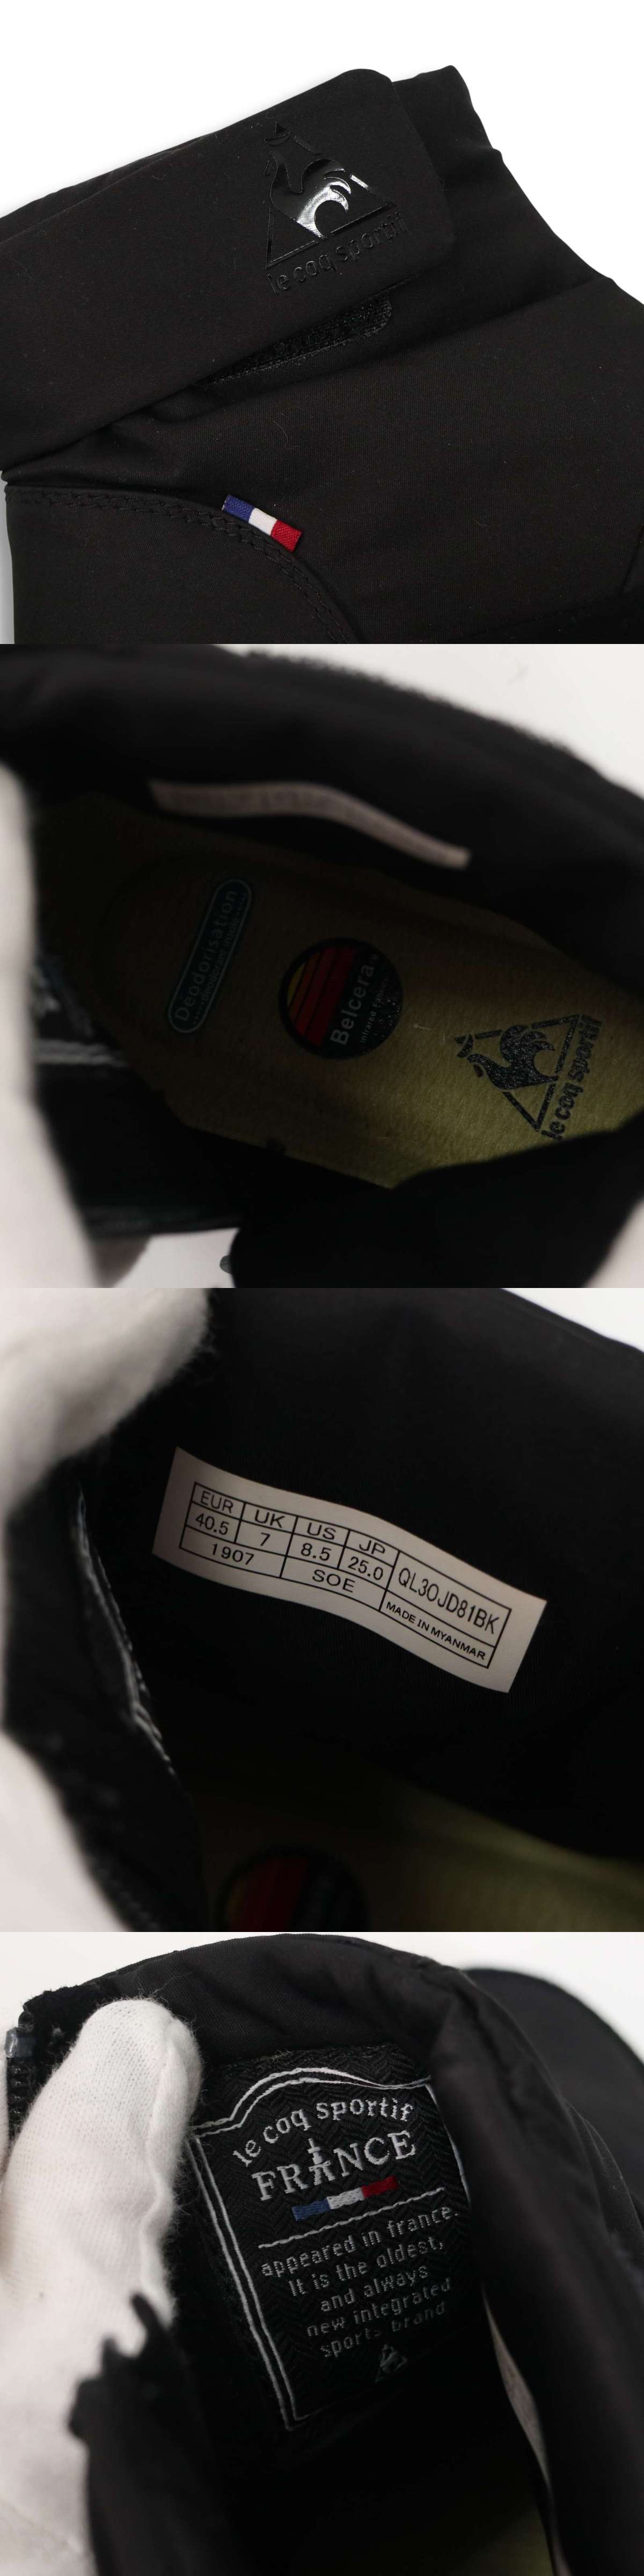 le coq sportif
Deodorisation
Belcera
le coq sportif
EUR UK US JP QL3OJD81BK
40.5 7 8.5 25.0
1907 SOE MADE IN MYANMAR
le coq sportif
FRANCE
appeared in france.
It is the oldest,
and always
new integrated
sports brand